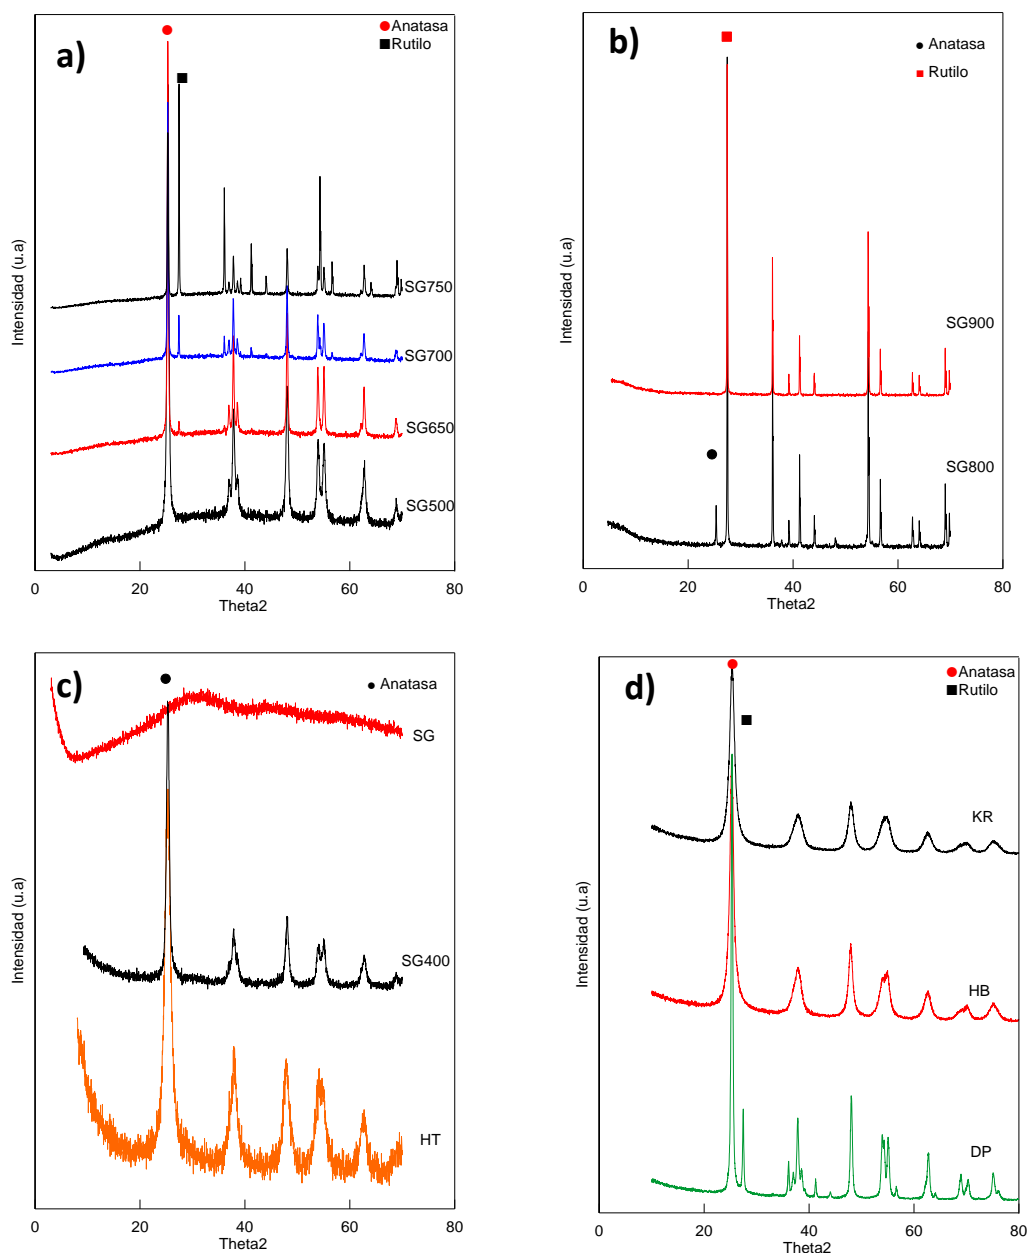 a)
Anatasa
Rutilo
SG750
SG700
SG650
SG500
Intensidad (u.a)
0 20 40 60 80
Theta2
b)
Anatasa
Rutilo
SG900
SG800
Intensidad (u.a)
0 20 40 60 80
Theta2
c)
Anatasa
SG
SG400
HT
Intensidad (u.a)
0 20 40 60 80
Theta2
d)
Anatasa
Rutilo
KR
HB
DP
Intensidad (u.a)
0 20 40 60 80
Theta2